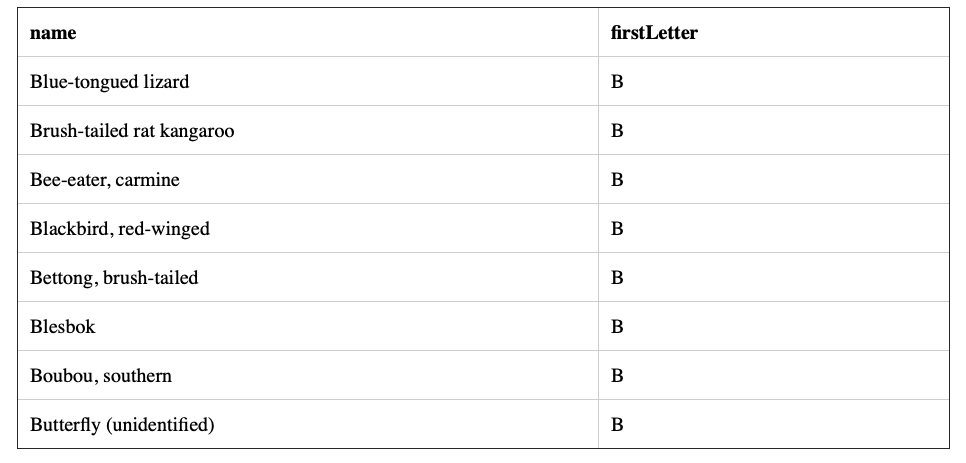 name firstLetter
Blue-tongued lizard B
Brush-tailed rat kangaroo B
Bee-eater, carmine B
Blackbird, red-winged B
Bettong, brush-tailed B
Blesbok B
Boubou, southern B
Butterfly (unidentified) B